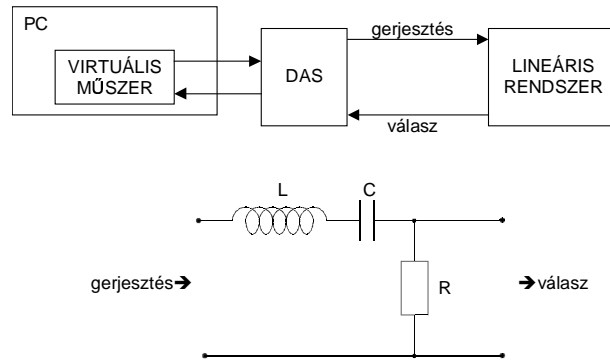 PC
VIRTUÁLIS
MŰSZER
DAS
gerjesztés
válasz
LINEÁRIS
RENDSZER
L
C
R
gerjesztés➔
➔válasz